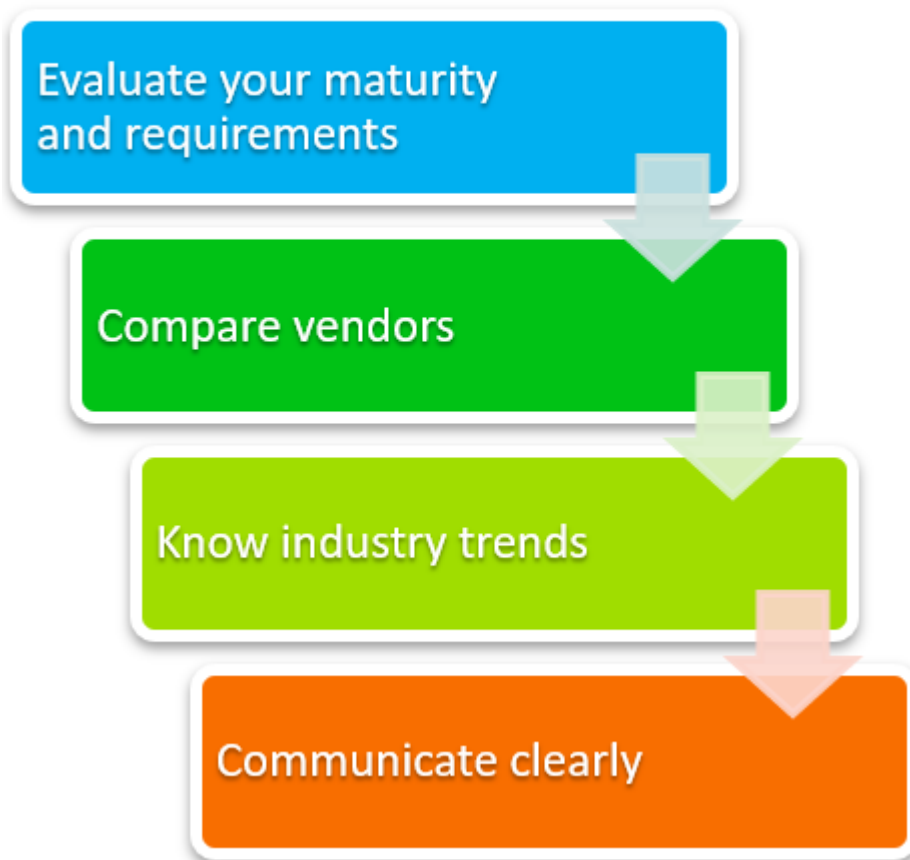 Evaluate your maturity
and requirements
Compare vendors
Know industry trends
Communicate clearly